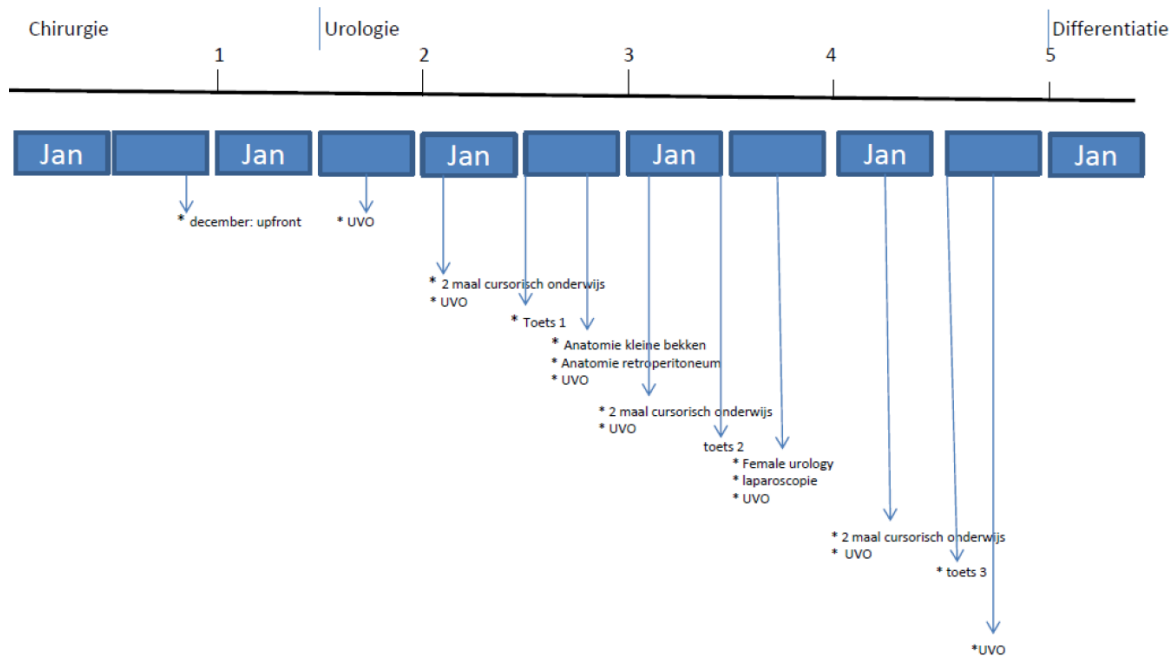 Chirurgie
Urologie
Differentiatie
1
2
3
4
5
Jan
Jan
Jan
Jan
Jan
Jan
* december: upfront
* UVO
* 2 maal cursorisch onderwijs
* UVO
* Toets 1
* Anatomie kleine bekken
* Anatomie retroperitoneum
* UVO
* 2 maal cursorisch onderwijs
* UVO
toets 2
* Female urology
* laparoscopie
* UVO
* 2 maal cursorisch onderwijs
* UVO
* toets 3
*UVO